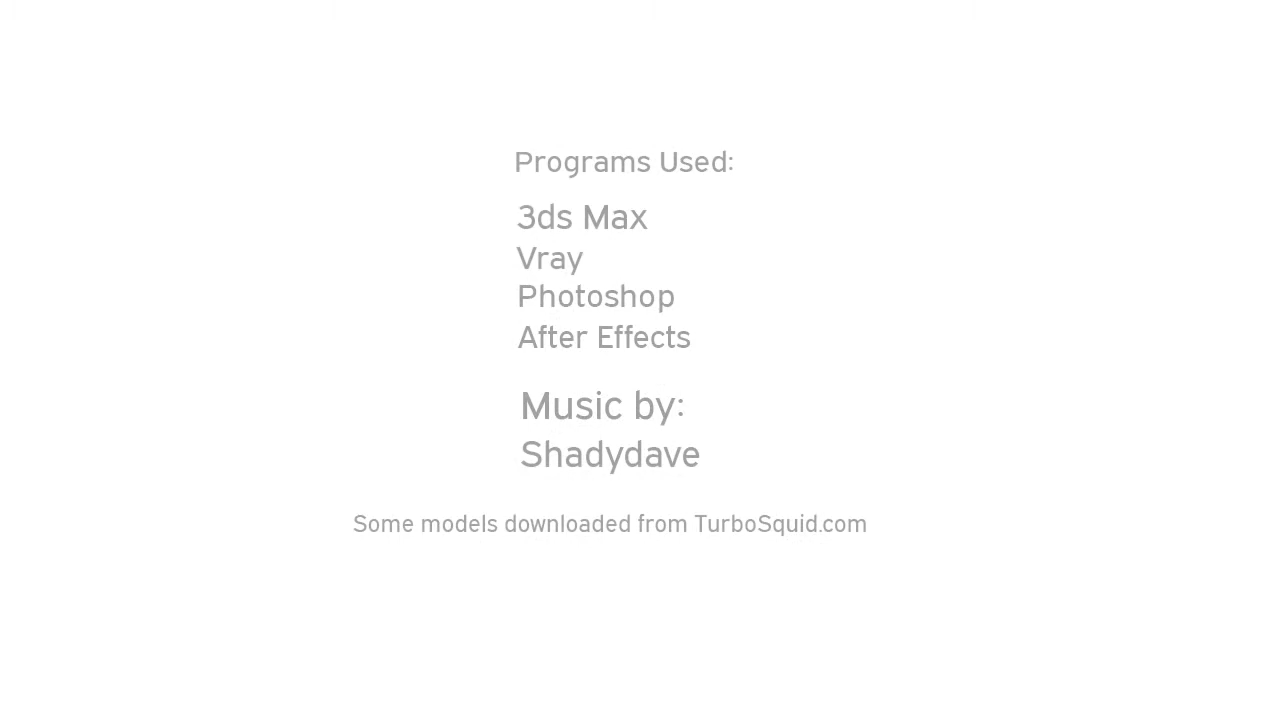 Programs Used:
3ds Max
Vray
Photoshop
After Effects
Music by:
Shadydave
Some models downloaded from TurboSquid.com